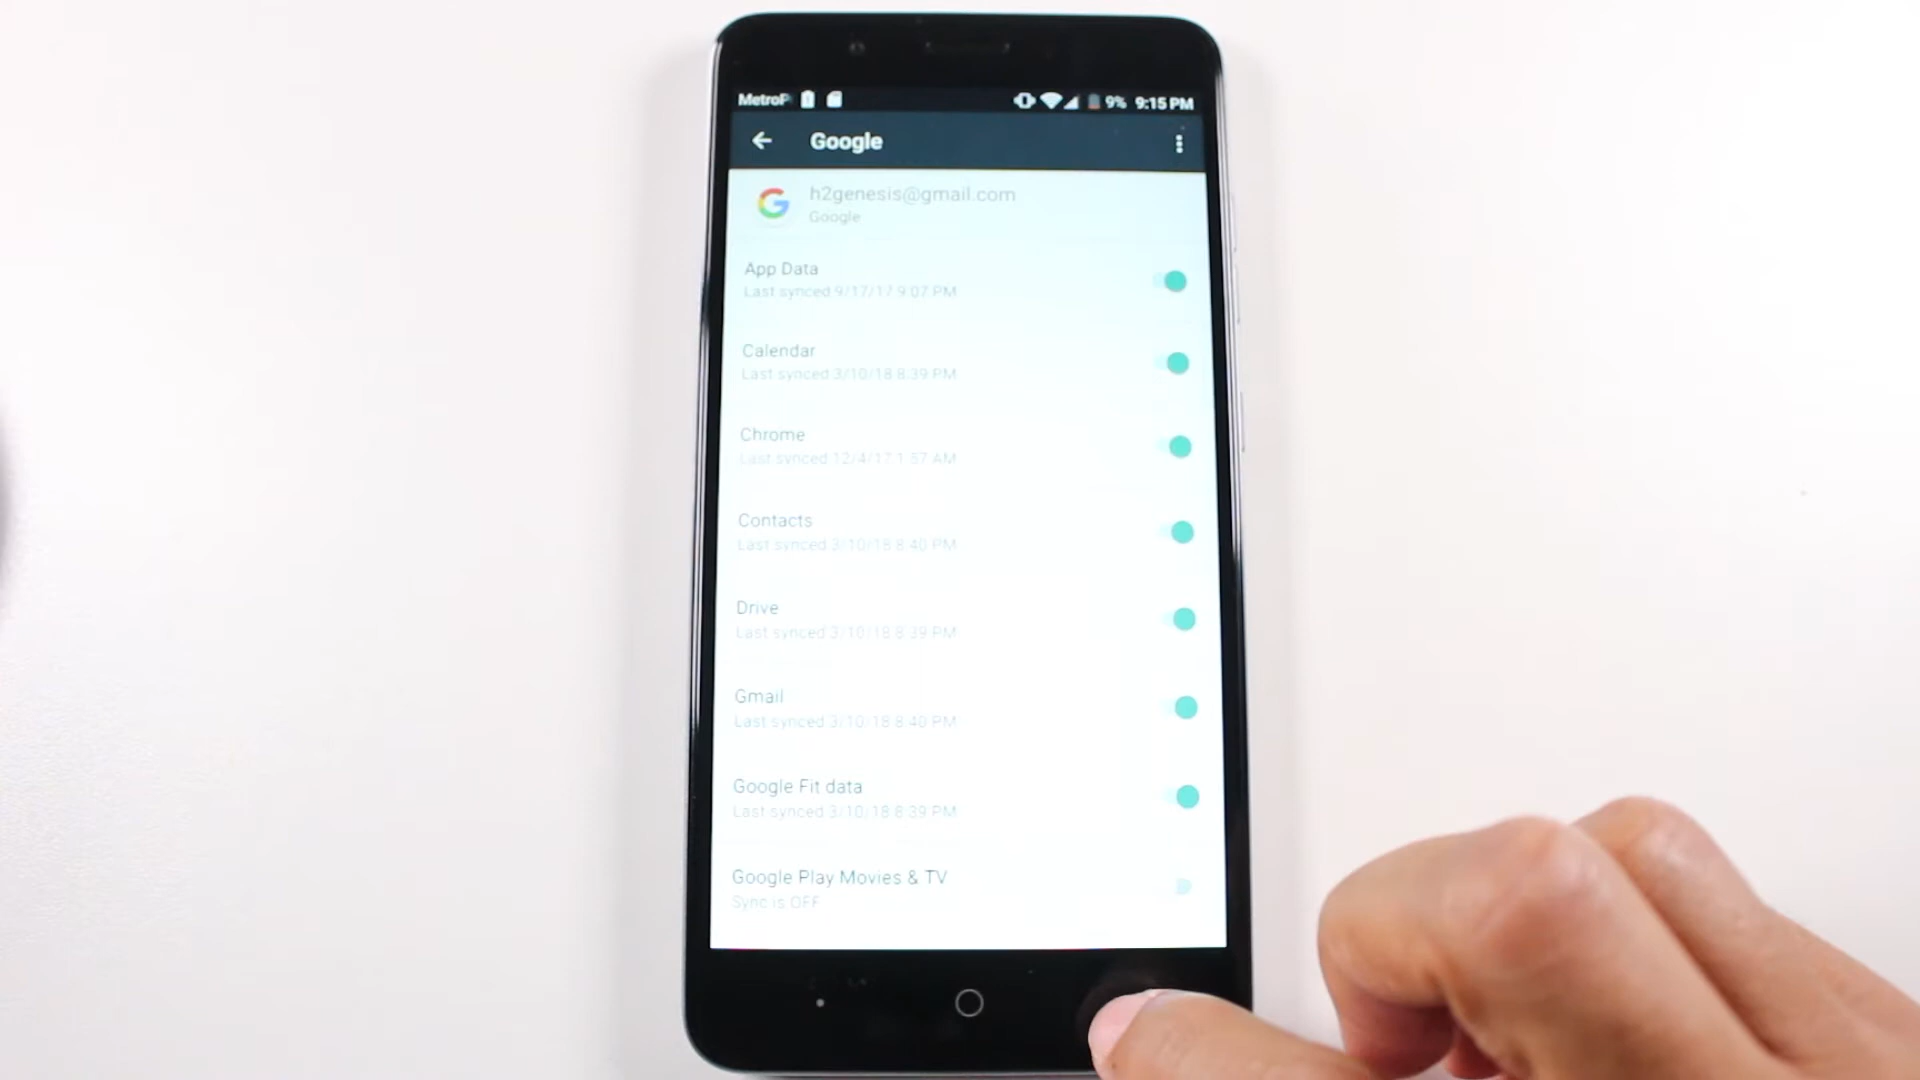 MetroP 9% 9:15 PM
Google
h2genesis@gmail.com
Google
App Data
Last synced 9/17/17 9:07 PM
Calendar
Last synced 3/10/18 8:39 PM
Chrome
Last synced 12/4/17 1:57 AM
Contacts
Last synced 3/10/18 8:40 PM
Drive
Last synced 3/10/18 8:39 PM
Gmail
Last synced 3/10/18 8:40 PM
Google Fit data
Last synced 3/10/18 8:39 PM
Google Play Movies & TV
Sync is OFF